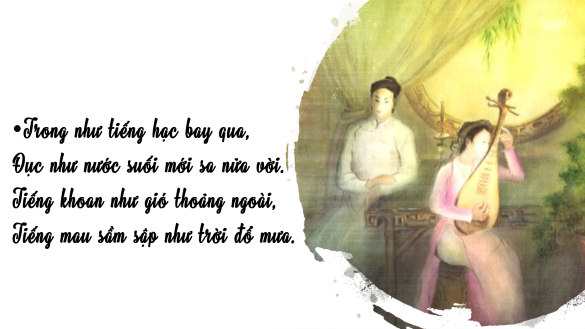 •Trong như tiếng hạc bay qua,
Đục như nước suối mới sa nửa vời.
Tiếng khoan như gió thoảng ngoài,
Tiếng mau sầm sập như trời đổ mưa.